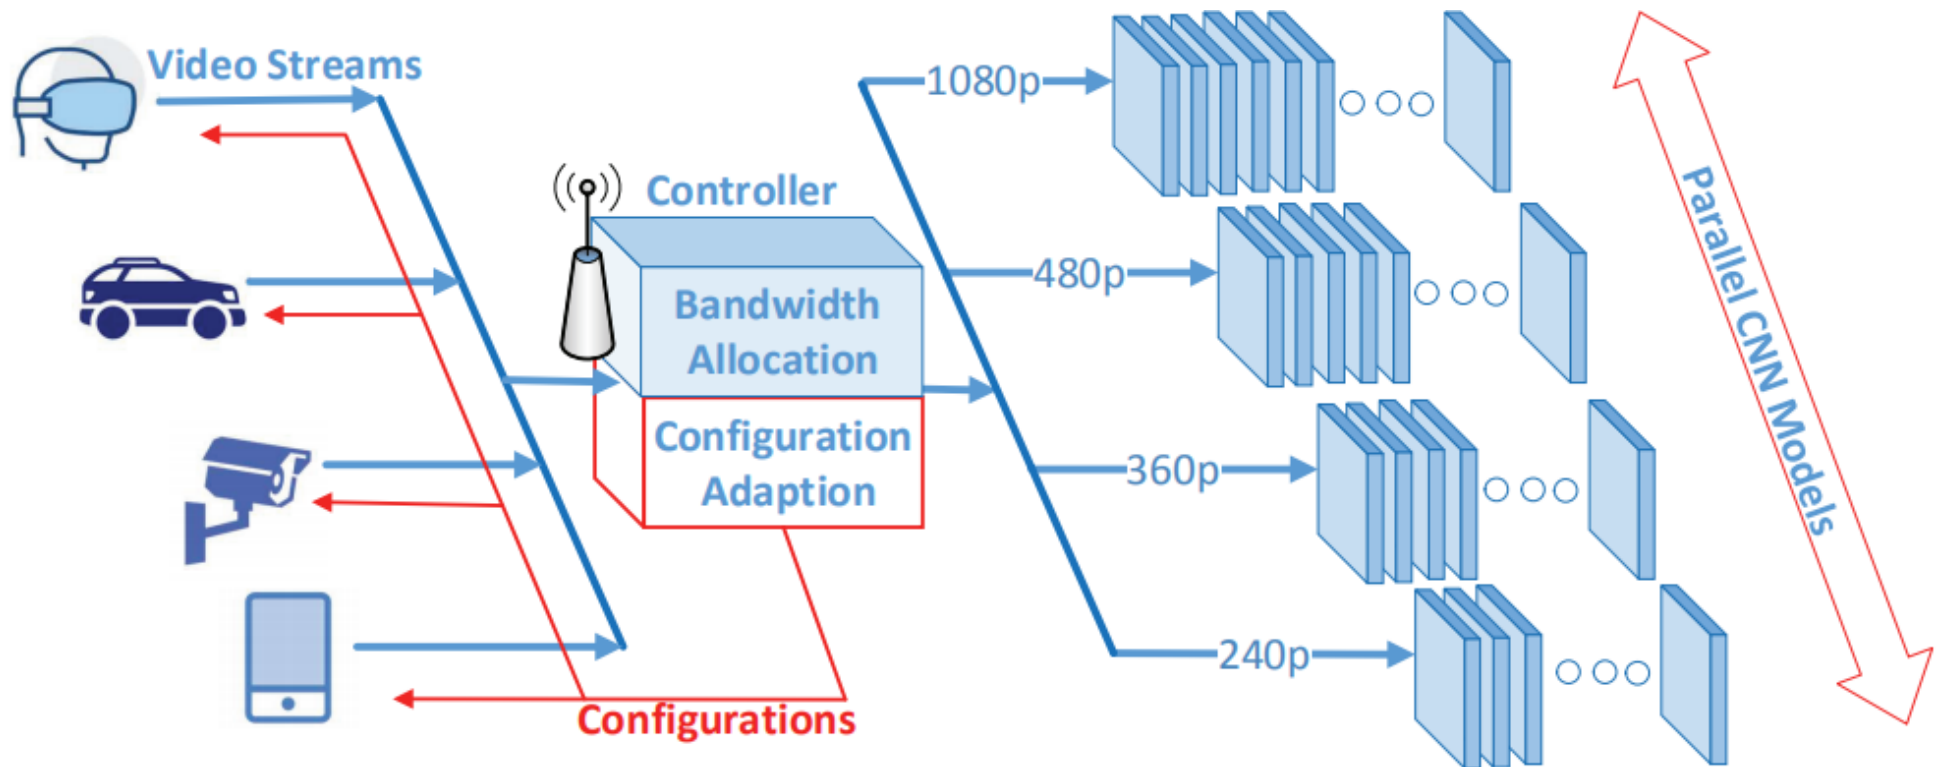 Video Streams
Controller
Bandwidth
Allocation
Configuration
Adaption
Configurations
1080p
480p
360p
240p
Parallel CNN Models